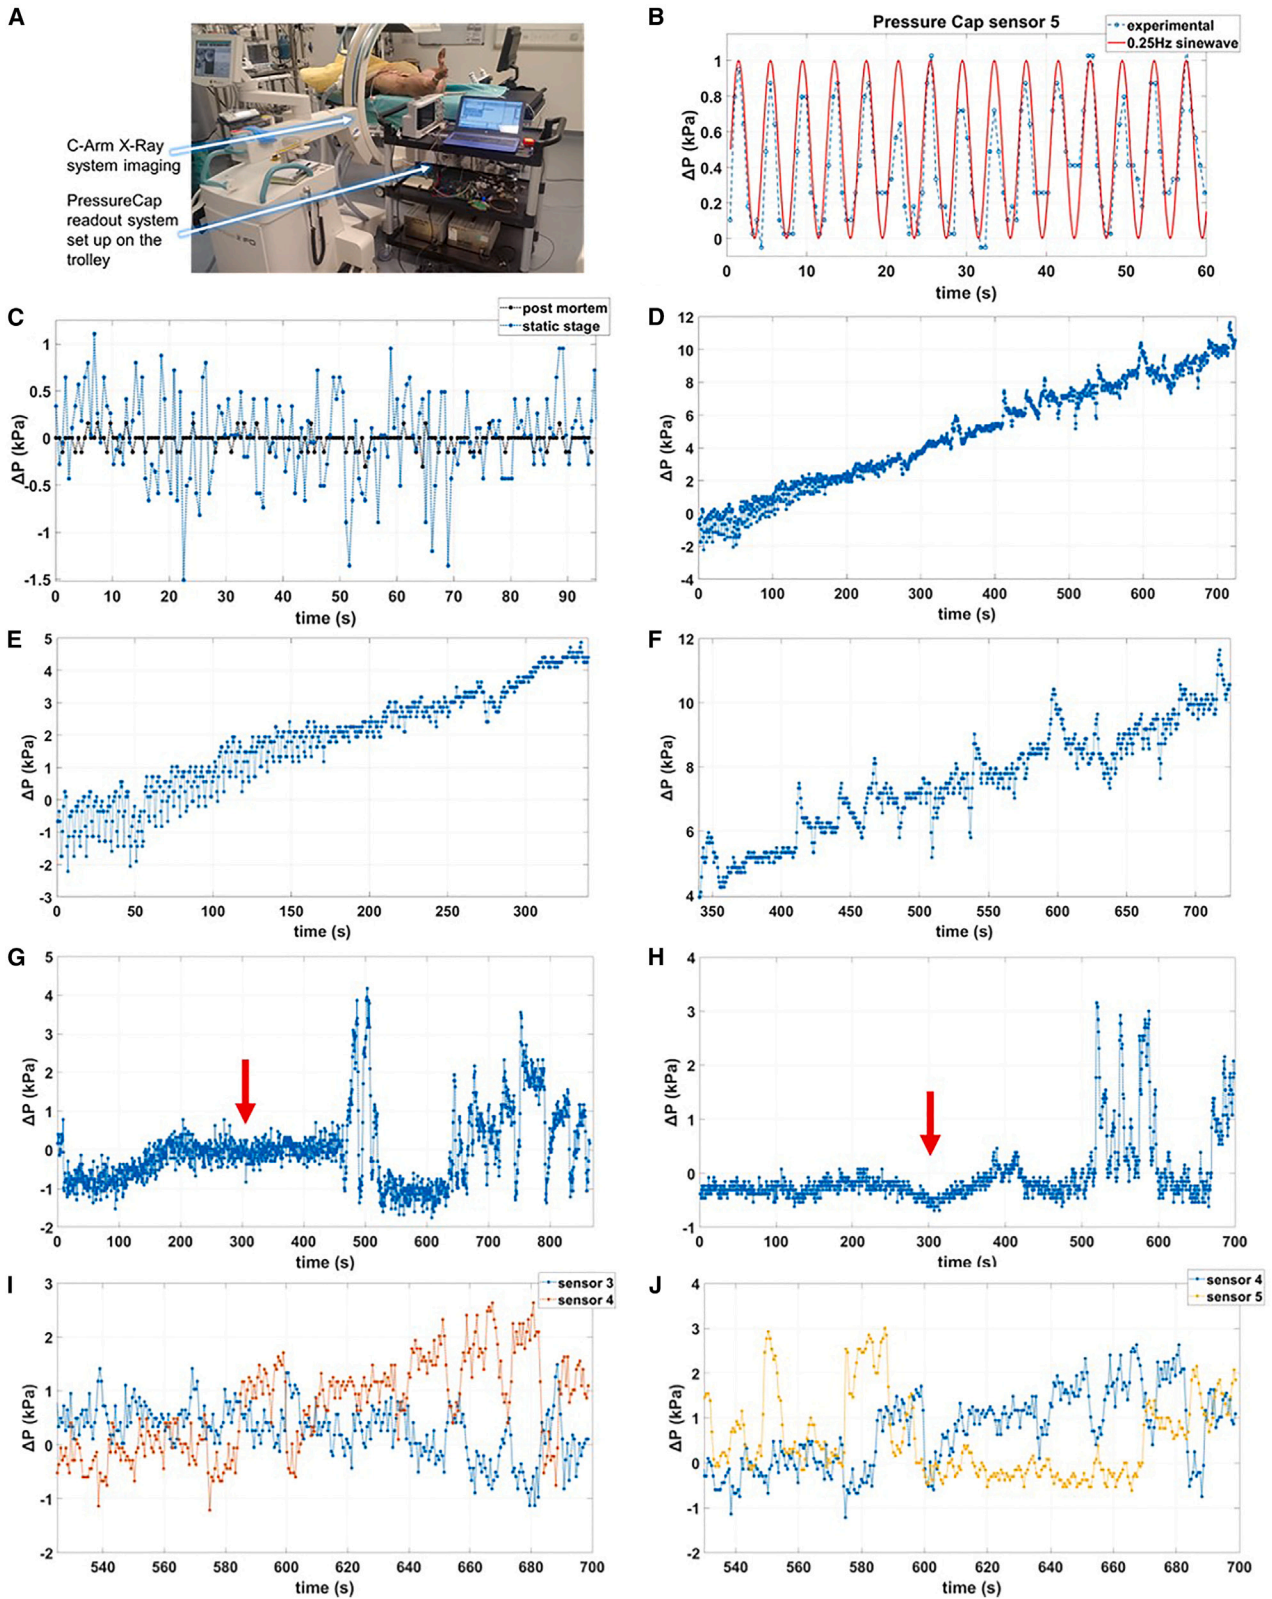 A
C-Arm X-Ray
system imaging
PressureCap
readout system
set up on the
trolley
B
Pressure Cap sensor 5
experimental
0.25Hz sinewave
1
0.8
0.6
0.4
0.2
0
ΔP (kPa)
0 10 20 30 40 50 60
time (s)
C
post mortem
static stage
1
0.5
0
-0.5
-1
-1.5
ΔP (kPa)
0 10 20 30 40 50 60 70 80 90
time (s)
D
12
10
8
6
4
2
0
-2
-4
ΔP (kPa)
0 100 200 300 400 500 600 700
time (s)
E
5
4
3
2
1
0
-1
-2
-3
ΔP (kPa)
0 50 100 150 200 250 300
time (s)
F
12
10
8
6
4
ΔP (kPa)
350 400 450 500 550 600 650 700
time (s)
G
5
4
3
2
1
0
-1
-2
ΔP (kPa)
0 100 200 300 400 500 600 700 800
time (s)
H
4
3
2
1
0
-1
ΔP (kPa)
0 100 200 300 400 500 600 700
time (s)
I
sensor 3
sensor 4
3
2
1
0
-1
-2
ΔP (kPa)
540 560 580 600 620 640 660 680 700
time (s)
J
sensor 4
sensor 5
4
3
2
1
0
-1
-2
ΔP (kPa)
540 560 580 600 620 640 660 680 700
time (s)